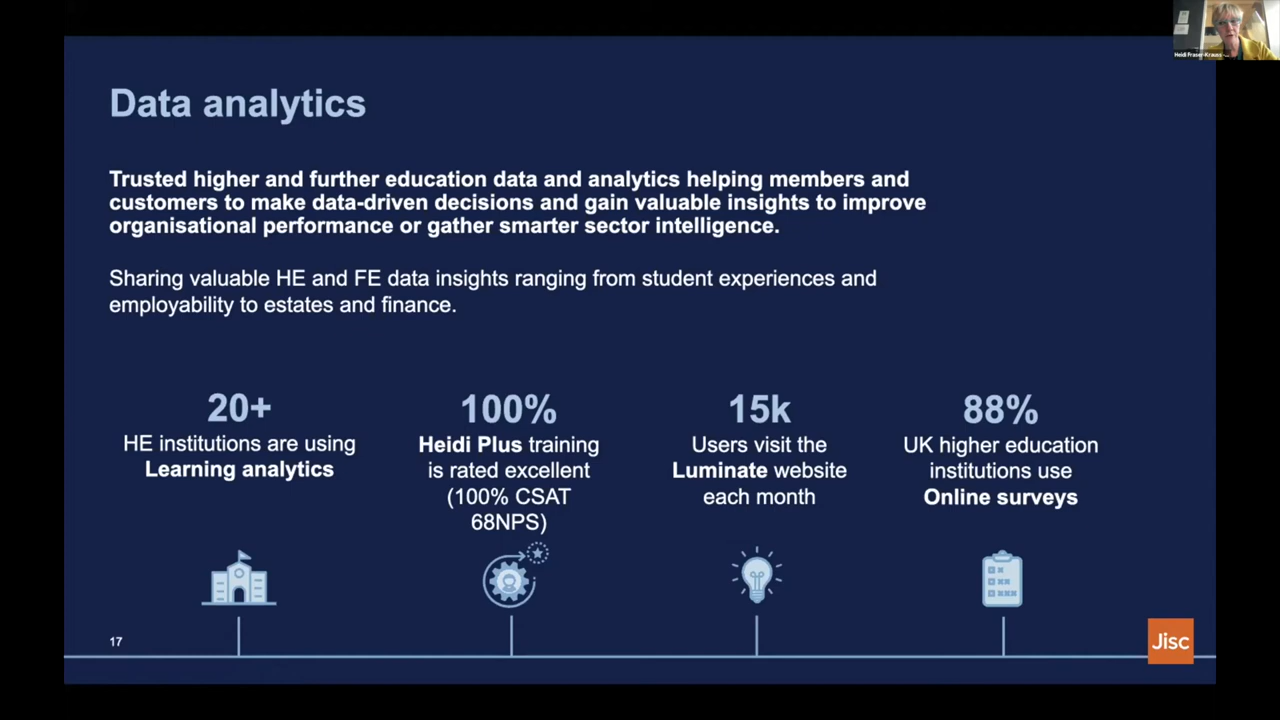 Heidi Fraser-Krauss
Data analytics
Trusted higher and further education data and analytics helping members and
customers to make data-driven decisions and gain valuable insights to improve
organisational performance or gather smarter sector intelligence.
Sharing valuable HE and FE data insights ranging from student experiences and
employability to estates and finance.
20+
HE institutions are using
Learning analytics
100%
Heidi Plus training
is rated excellent
(100% CSAT
68NPS)
15k
Users visit the
Luminate website
each month
88%
UK higher education
institutions use
Online surveys
17
Jisc